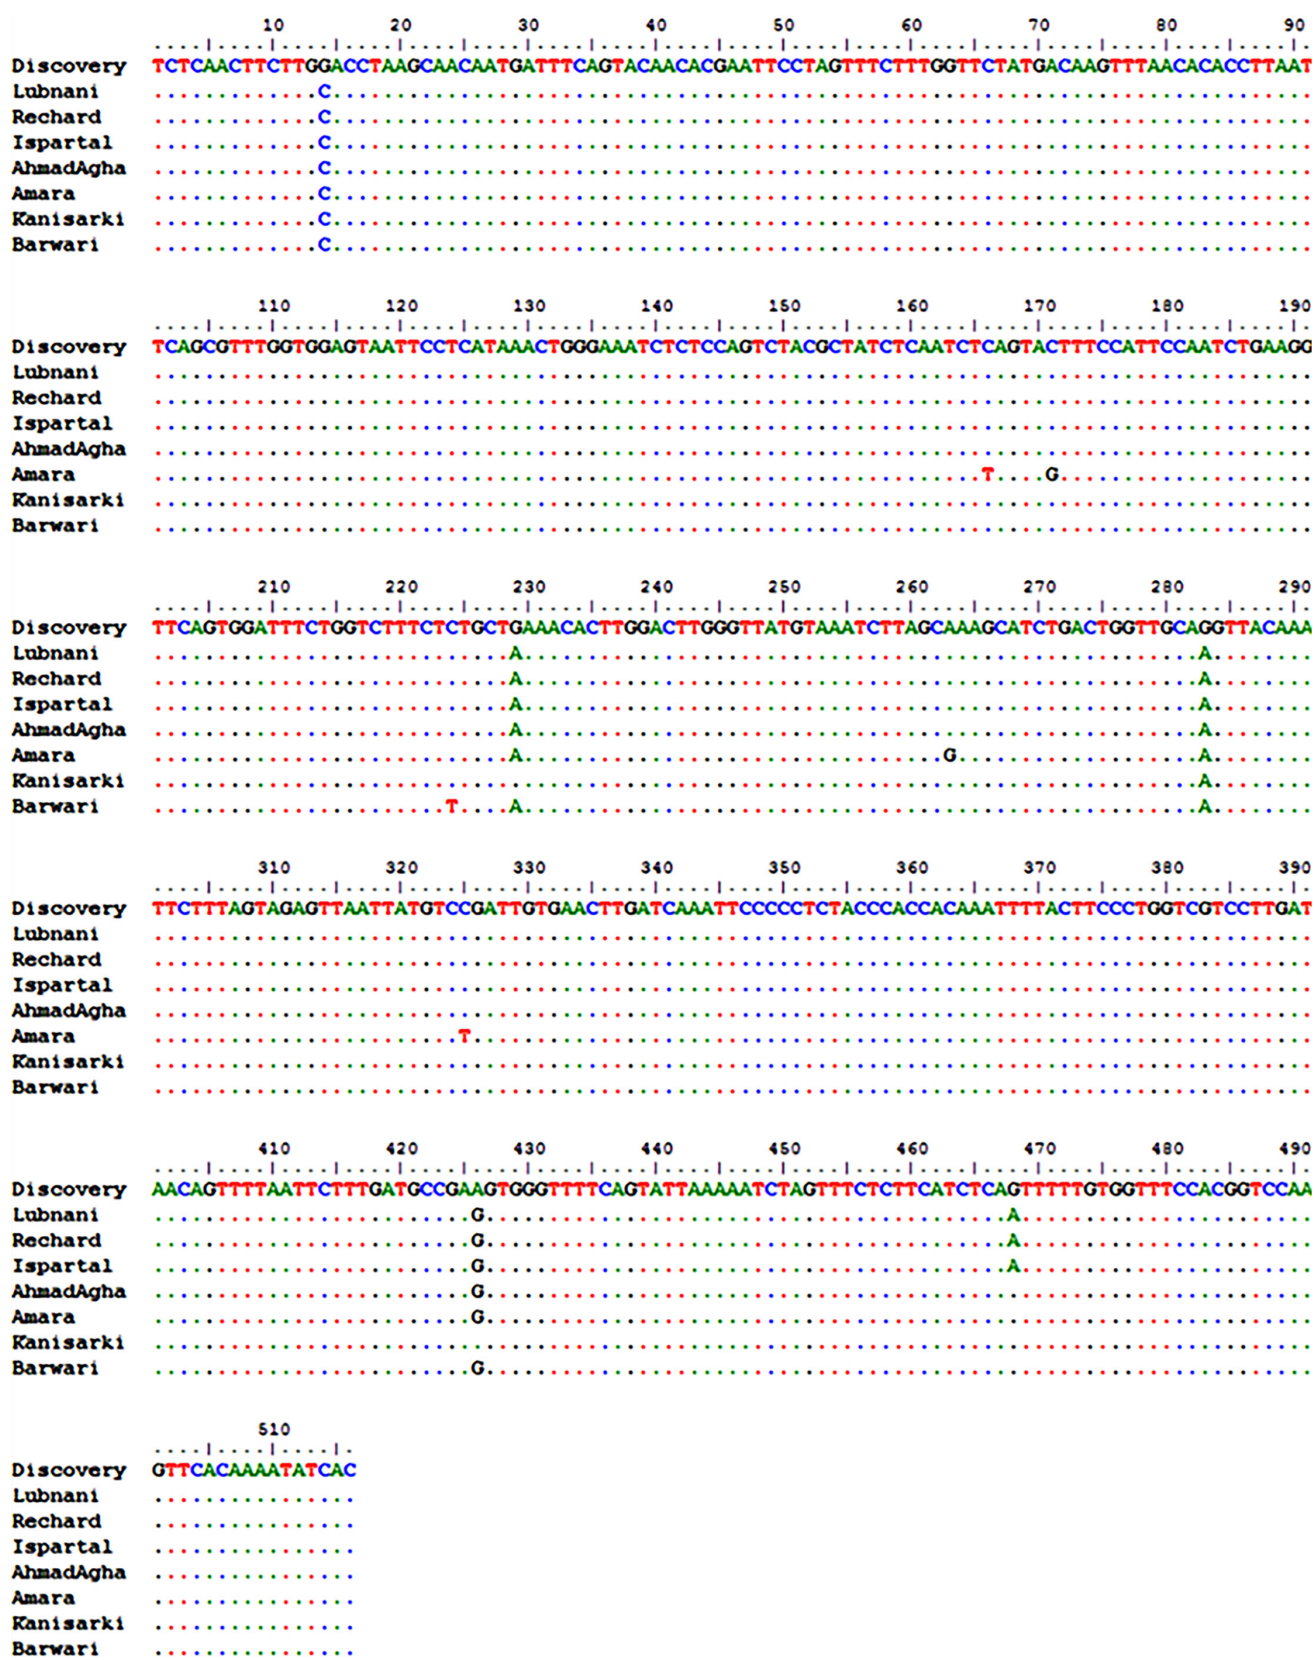 10 20 30 40 50 60 70 80 90
Discovery TCTCAACTTCTTGGACCTAAGCAACAATGATTTCAGTACAACACGAATTCCTAGTTTCTTTGGTTCTATGACAAGTTTAACACACCTTAAT
Lubnani C
Rechard C
Ispartal C
AhmadAgha C
Amara C
Kanisarki C
Barwari C
110 120 130 140 150 160 170 180 190
Discovery TCAGCGTTTGGTGGAGTAATTCCTCATAAACTGGGAAATCTCTCCAGTCTACGCTATCTCAATCTCAGTACTTTCCATTCCAATCTGAAGG
Lubnani
Rechard
Ispartal
AhmadAgha
Amara T G
Kanisarki
Barwari
210 220 230 240 250 260 270 280 290
Discovery TTCAGTGGATTTCTGGTCTTTCTCTGCTGAAACACTTGGACTTGGGTTATGTAAATCTTAGCAAAGCATCTGACTGGTTGCAGGTTACAAA
Lubnani A A
Rechard A A
Ispartal A A
AhmadAgha A A
Amara A G A
Kanisarki A
Barwari T A A
310 320 330 340 350 360 370 380 390
Discovery TTCTTTAGTAGAGTTAATTATGTCCGATTGTGAACTTGATCAAATTCCCCCTCTACCCACCACAAATTTTACTTCCCTGGTCGTCCTTGAT
Lubnani
Rechard
Ispartal
AhmadAgha
Amara T
Kanisarki
Barwari
410 420 430 440 450 460 470 480 490
Discovery AACAGTTTTAATTCTTTGATGCCGAAGTGGGTTTTCAGTATTAAAAATCTAGTTTCTCTTCATCTCAGTTTTTGTGGTTTCCACGGTCCAA
Lubnani G A
Rechard G A
Ispartal G A
AhmadAgha G
Amara G
Kanisarki
Barwari G
510
Discovery GTTCACAAAATATCAC
Lubnani
Rechard
Ispartal
AhmadAgha
Amara
Kanisarki
Barwari